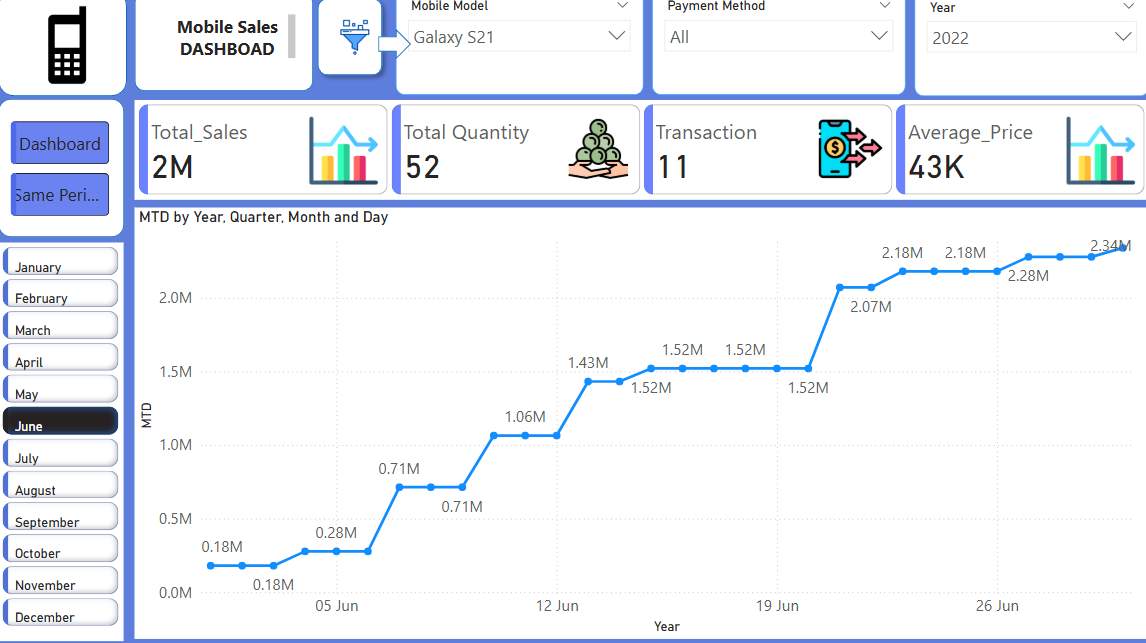 Mobile Sales
DASHBOAD
Mobile Model
Galaxy S21
Payment Method
All
Year
2022
Dashboard
Same Peri...
Total_Sales
2M
Total Quantity
52
Transaction
11
Average_Price
43K
January
February
March
April
May
June
July
August
September
October
November
December
MTD by Year, Quarter, Month and Day
MTD
2.0M
1.5M
1.0M
0.5M
0.0M
0.18M
0.18M
0.28M
0.71M
0.71M
1.06M
1.43M
1.52M
1.52M
1.52M
1.52M
2.07M
2.18M
2.18M
2.28M
2.34M
05 Jun
12 Jun
19 Jun
26 Jun
Year